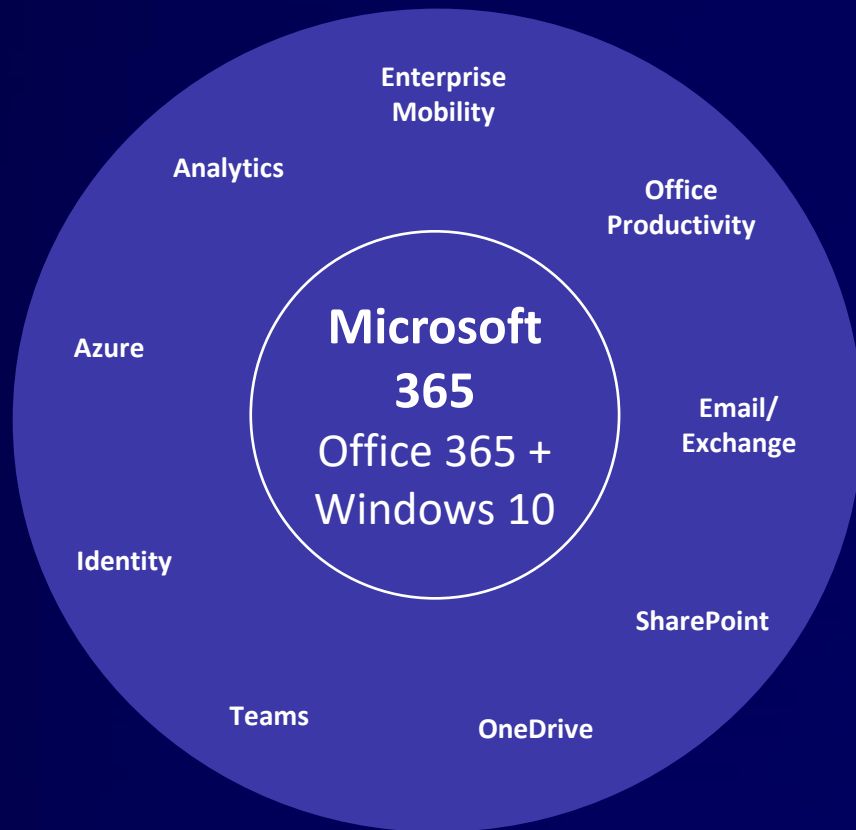 Enterprise
Mobility
Analytics
Office
Productivity
Microsoft
365
Office 365 +
Windows 10
Azure
Email/
Exchange
Identity
SharePoint
Teams
OneDrive